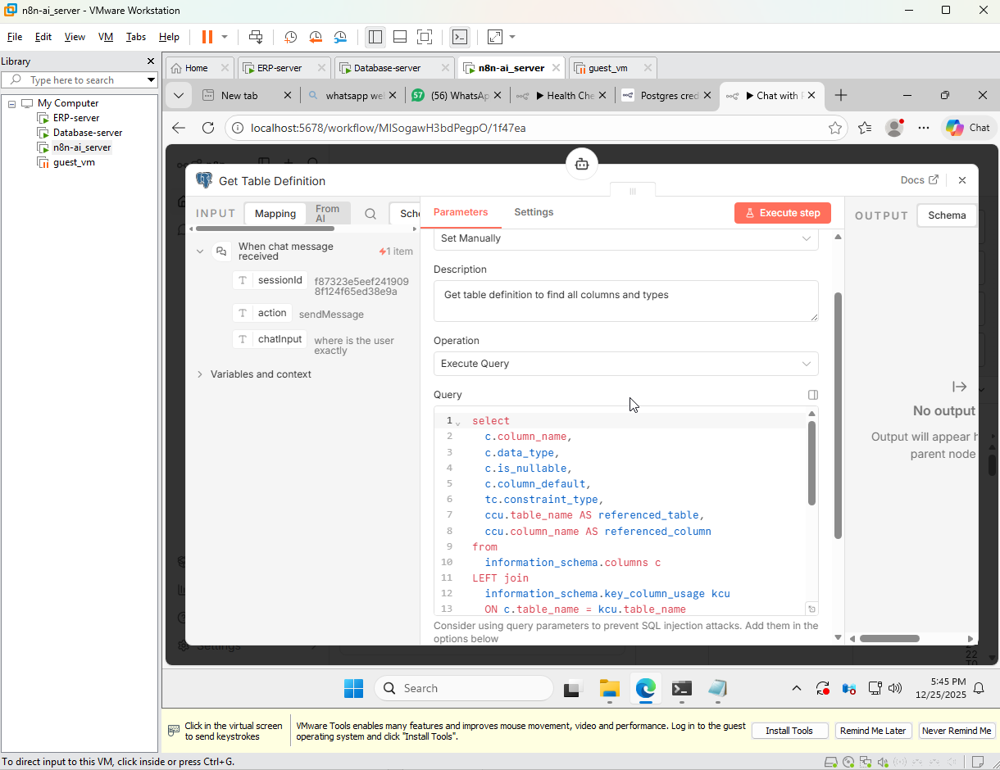 n8n-ai_server - VMware Workstation
File Edit View VM Tabs Help
Library
Type here to search
My Computer
ERP-server
Database-server
n8n-ai_server
guest_vm
Home
ERP-server
Database-server
n8n-ai_server
guest_vm
New tab
whatsapp we
57 (56) WhatsAp
Health Che
Postgres cred
Chat with
localhost:5678/workflow/MISogawH3bdPegpO/1f47ea
Chat
Get Table Definition
Docs
INPUT
Mapping
From AI
Sche
Parameters
Settings
Execute step
OUTPUT
Schema
When chat message received
1 item
T sessionId f87323e5eef241909
8f124f65ed38e9a
T action sendMessage
T chatInput where is the user
exactly
Variables and context
Set Manually
Description
Get table definition to find all columns and types
Operation
Execute Query
Query
1 select
2 c.column_name,
3 c.data_type,
4 c.is_nullable,
5 c.column_default,
6 tc.constraint_type,
7 ccu.table_name AS referenced_table,
8 ccu.column_name AS referenced_column
9 from
10 information_schema.columns c
11 LEFT join
12 information_schema.key_column_usage kcu
13 ON c.table_name = kcu.table_name
Consider using query parameters to prevent SQL injection attacks. Add them in the
options below
No output
Output will appear h
parent node
Settings
22
Search
5:45 PM
12/25/2025
Click in the virtual screen
to send keystrokes
VMware Tools enables many features and improves mouse movement, video and performance. Log in to the guest
operating system and click "Install Tools".
Install Tools
Remind Me Later
Never Remind Me
To direct input to this VM, click inside or press Ctrl+G.